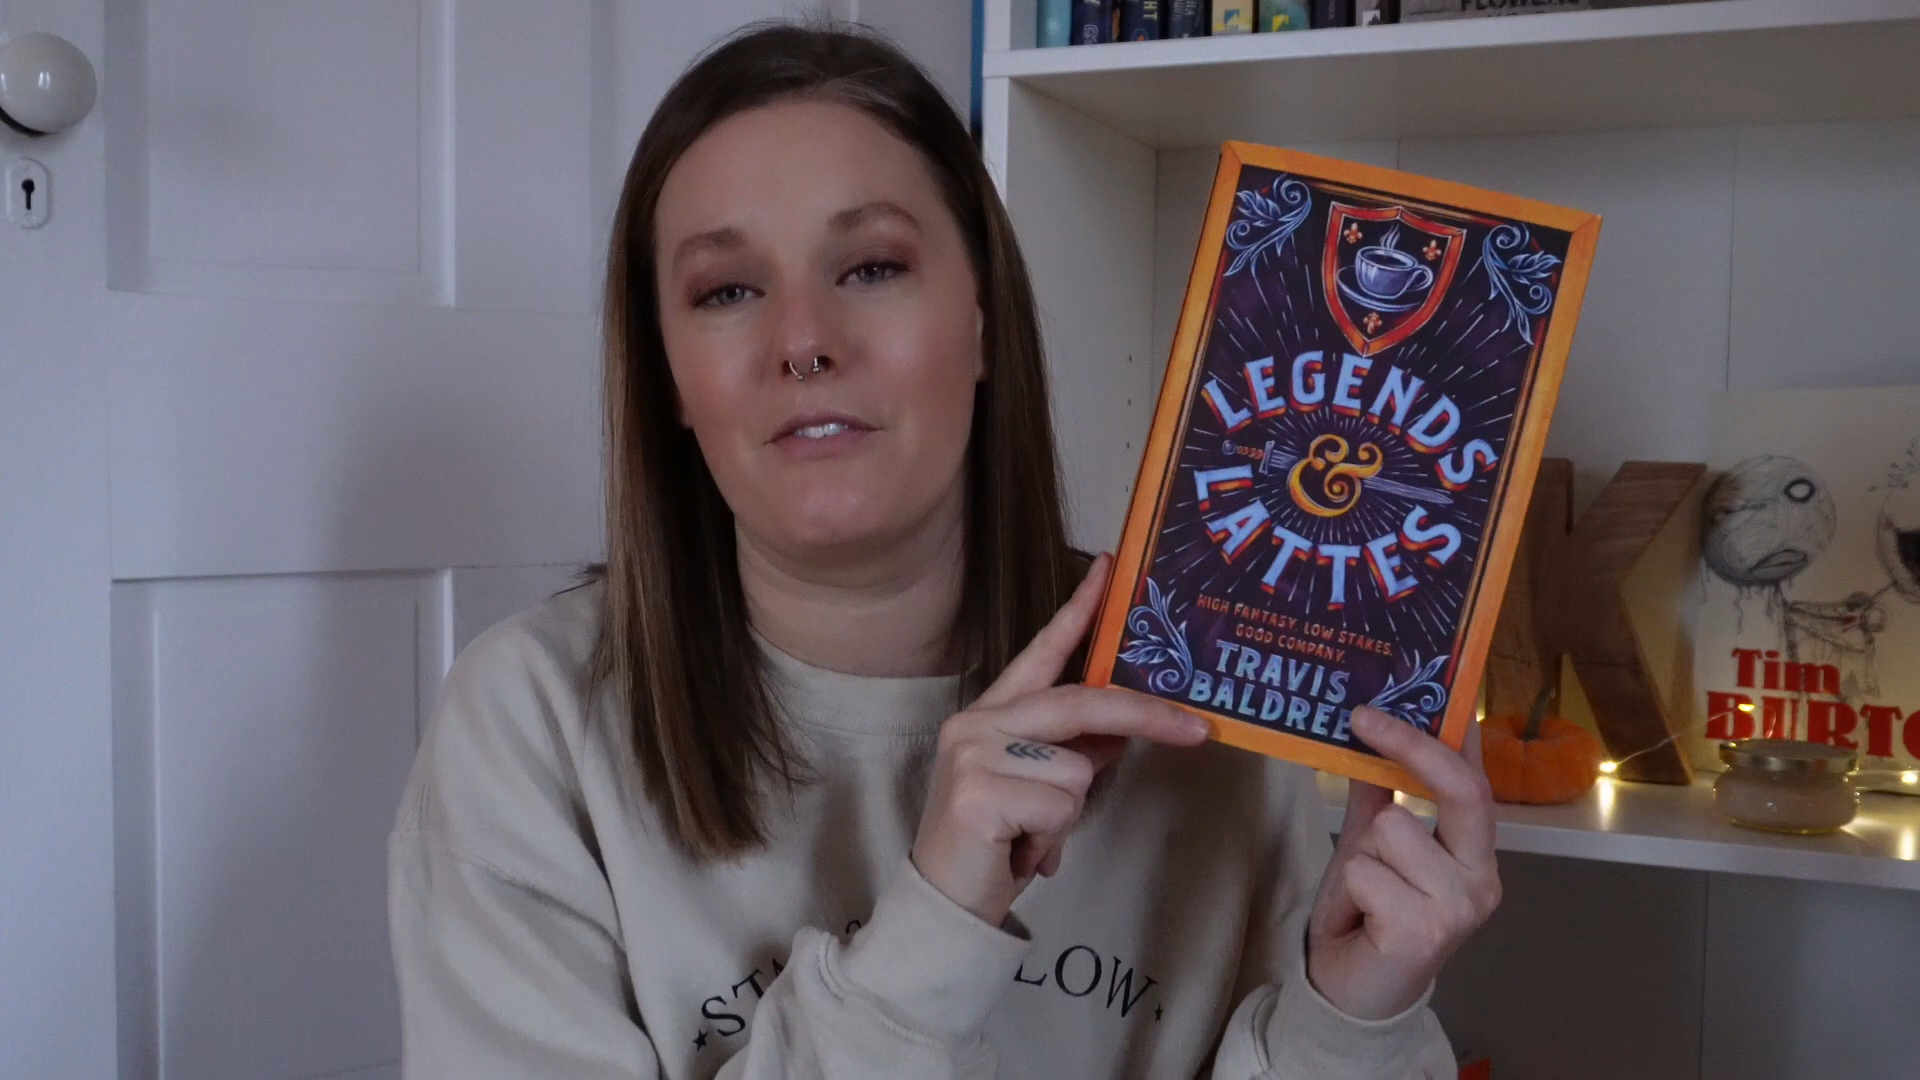 LEGENDS
&
LATTES
HIGH FANTASY. LOW STAKES.
GOOD COMPANY.
TRAVIS
BALDREE
Tim
LOW